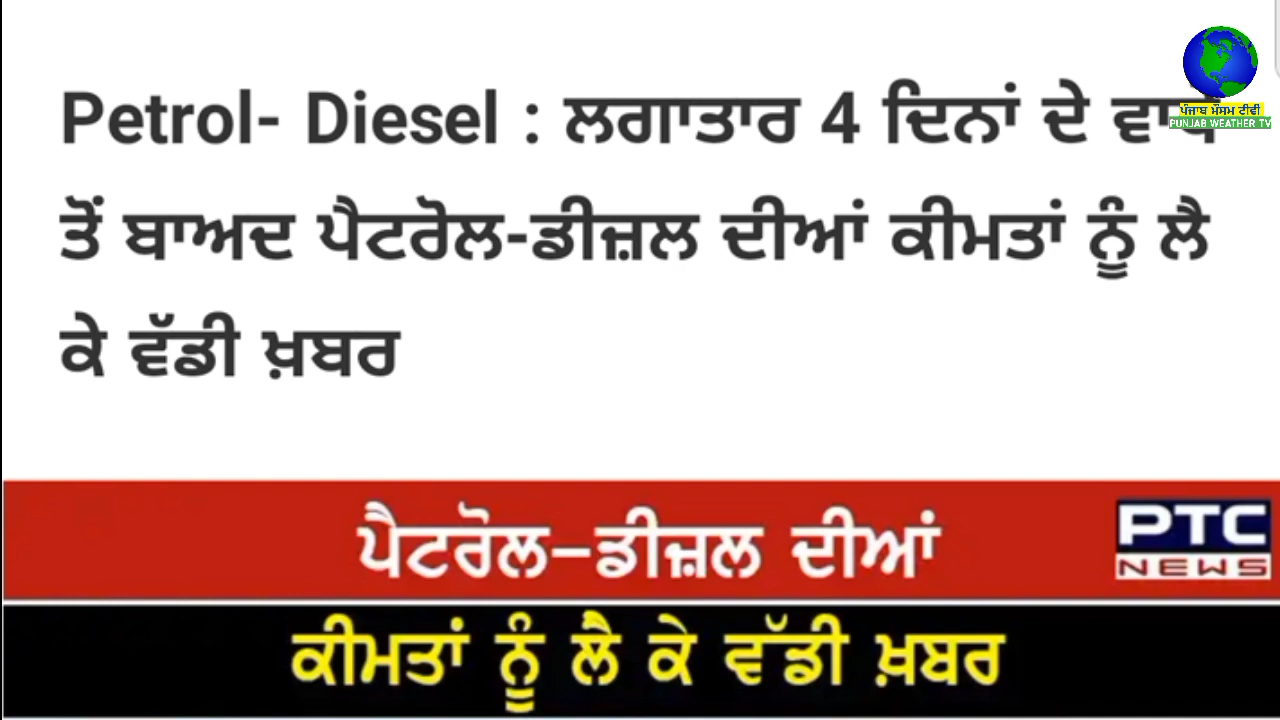 Petrol- Diesel : ਲਗਾਤਾਰ 4 ਦਿਨਾਂ ਦੇ
ਤੋਂ ਬਾਅਦ ਪੈਟਰੋਲ-ਡੀਜ਼ਲ ਦੀਆਂ ਕੀਮਤਾਂ ਨੂੰ ਲੈ
ਕੇ ਵੱਡੀ ਖ਼ਬਰ
ਪੰਜਾਬ ਮੌਸਮ ਟੀਵੀ
PUNJAB WEATHER TV
ਪੈਟਰੋਲ–ਡੀਜ਼ਲ ਦੀਆਂ
PTC
NEWS
ਕੀਮਤਾਂ ਨੂੰ ਲੈ ਕੇ ਵੱਡੀ ਖ਼ਬਰ